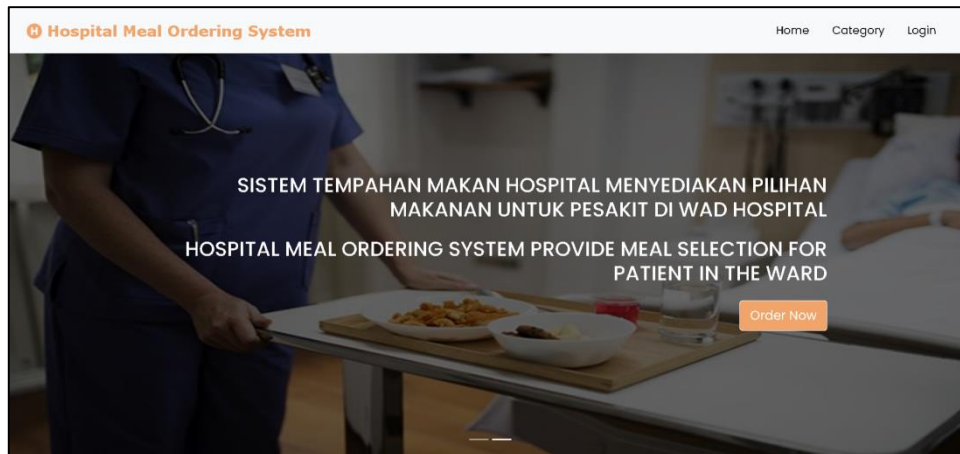 H Hospital Meal Ordering System
Home Category Login
SISTEM TEMPAHAN MAKAN HOSPITAL MENYEDIAKAN PILIHAN
MAKANAN UNTUK PESAKIT DI WAD HOSPITAL
HOSPITAL MEAL ORDERING SYSTEM PROVIDE MEAL SELECTION FOR
PATIENT IN THE WARD
Order Now